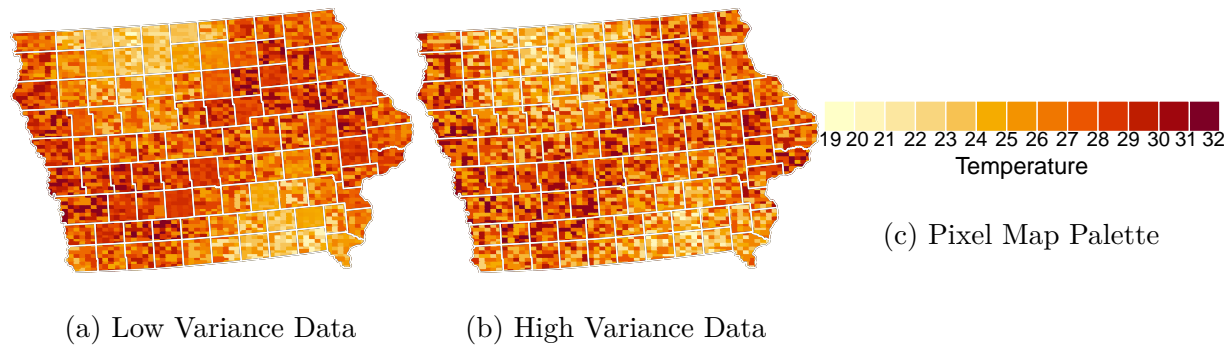 19 20 21 22 23 24 25 26 27 28 29 30 31 32
Temperature
(c) Pixel Map Palette
(a) Low Variance Data
(b) High Variance Data